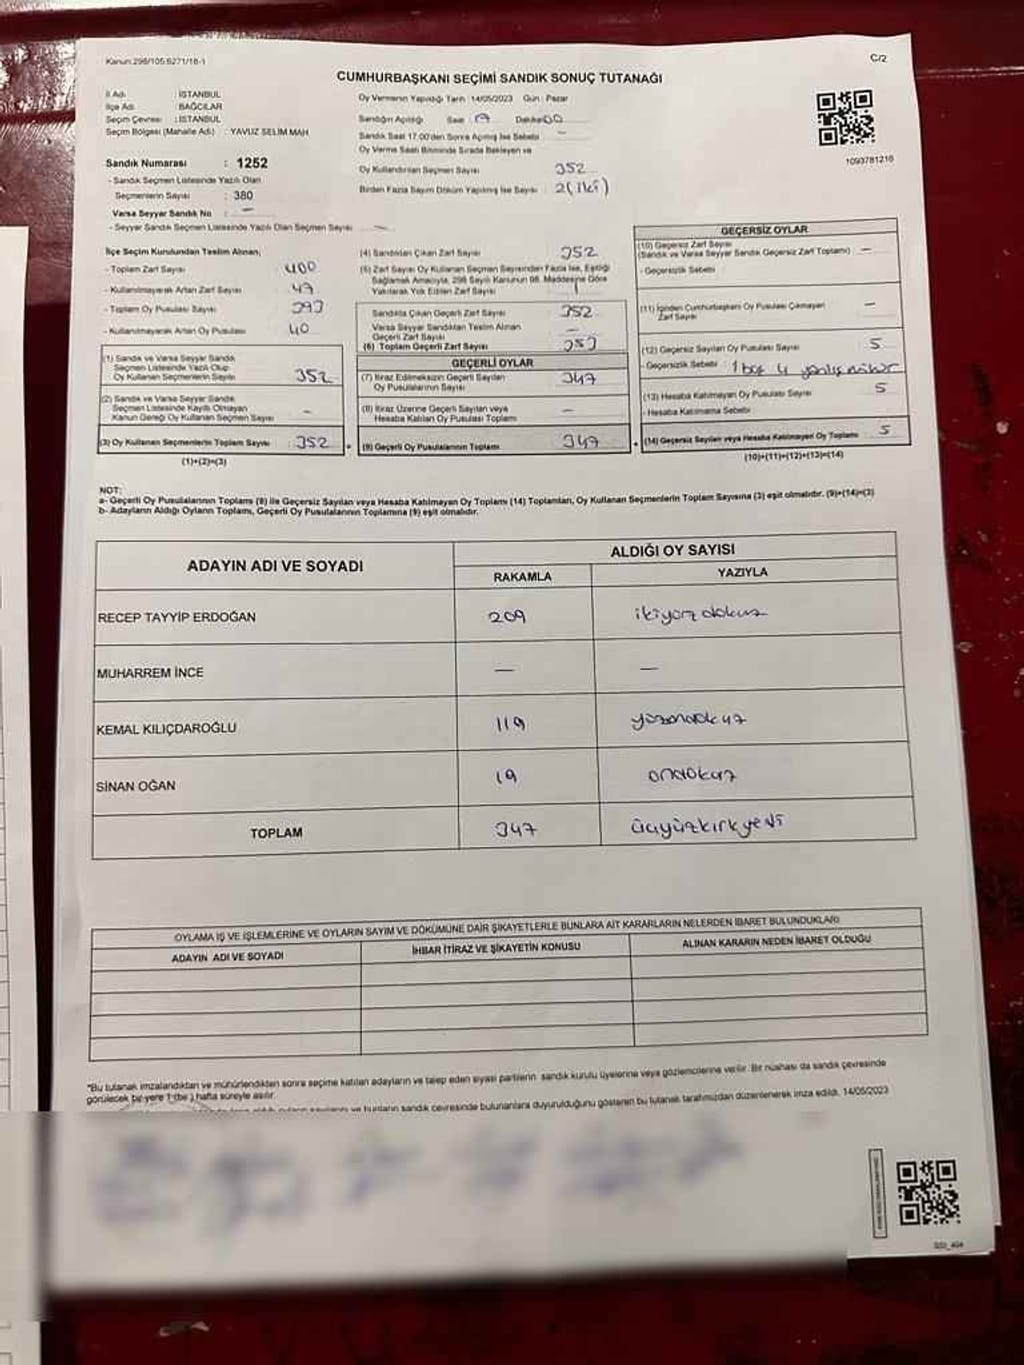 Kanun:298/105.6271/18-1
C/2
CUMHURBAŞKANI SEÇİMİ SANDIK SONUÇ TUTANAĞI
İl Adı : İSTANBUL
İlçe Adı : BAĞCILAR
Seçim Çevresi : İSTANBUL
Seçim Bölgesi (Mahalle Adı) : YAVUZ SELİM MAH
Sandık Numarası : 1252
- Sandık Seçmen Listesinde Yazılı Olan
Seçmenlerin Sayısı : 380
Varsa Seyyar Sandık No : —
- Seyyar Sandık Seçmen Listesinde Yazılı Olan Seçmen Sayısı : —
Oy Vermenin Yapıldığı Tarih 14/05/2023 Gün : Pazar
Sandığın Açıldığı Saat 17 Dakika 00
Sandık Saat 17.00'den Sonra Açılmış İse Sebebi —
Oy Verme Saati Bitiminde Sırada Bekleyen ve
Oy Kullandırılan Seçmen Sayısı 352
Birden Fazla Sayım Döküm Yapılmış İse Sayısı 2(iki)
1093781216
İlçe Seçim Kurulundan Teslim Alınan;
- Toplam Zarf Sayısı 400
- Kullanılmayarak Artan Zarf Sayısı 47
- Toplam Oy Pusulası Sayısı 393
- Kullanılmayarak Artan Oy Pusulası 40
(1) Sandık ve Varsa Seyyar Sandık
Seçmen Listesinde Yazılı Olup
Oy Kullanan Seçmenlerin Sayısı 352
(2) Sandık ve Varsa Seyyar Sandık
Seçmen Listesinde Kayıtlı Olmayan
Kanun Gereği Oy Kullanan Seçmen Sayısı —
(3) Oy Kullanan Seçmenlerin Toplam Sayısı 352
(1)+(2)=(3)
(4) Sandıktan Çıkan Zarf Sayısı 352
(5) Zarf Sayısı Oy Kullanan Seçmen Sayısından Fazla İse, Eşitliği
Sağlamak Amacıyla, 298 Sayılı Kanunun 98. Maddesine Göre
Yakılarak Yok Edilen Zarf Sayısı
Sandıkta Çıkan Geçerli Zarf Sayısı 352
Varsa Seyyar Sandıktan Teslim Alınan
Geçerli Zarf Sayısı —
(6) Toplam Geçerli Zarf Sayısı
GEÇERLİ OYLAR
(7) İtiraz Edilmeksizin Geçerli Sayılan
Oy Pusulalarının Sayısı 347
(8) İtiraz Üzerine Geçerli Sayılan veya
Hesaba Katılan Oy Pusulası Toplamı —
(9) Geçerli Oy Pusulalarının Toplamı 347
GEÇERSİZ OYLAR
(10) Geçersiz Zarf Sayısı
(Sandık ve Varsa Seyyar Sandık Geçersiz Zarf Toplamı) —
- Geçersizlik Sebebi
(11) İçinden Cumhurbaşkanı Oy Pusulası Çıkmayan
Zarf Sayısı —
(12) Geçersiz Sayılan Oy Pusulası Sayısı 5
- Geçersizlik Sebebi : 1 boş 4 yanlış mühür
(13) Hesaba Katılmayan Oy Pusulası Sayısı 5
- Hesaba Katılmama Sebebi
(14) Geçersiz Sayılan veya Hesaba Katılmayan Oy Toplamı 5
(10)+(11)+(12)+(13)=(14)
NOT:
a- Geçerli Oy Pusulalarının Toplamı (9) ile Geçersiz Sayılan veya Hesaba Katılmayan Oy Toplamı (14) Toplamları, Oy Kullanan Seçmenlerin Toplam Sayısına (3) eşit olmalıdır. (9)+(14)=(3)
b- Adayların Aldığı Oyların Toplamı, Geçerli Oy Pusulalarının Toplamına (9) eşit olmalıdır.
ADAYIN ADI VE SOYADI
ALDIĞI OY SAYISI
RAKAMLA YAZIYLA
RECEP TAYYİP ERDOĞAN 209 ikiyüz dokuz
MUHARREM İNCE — —
KEMAL KILIÇDAROĞLU 119 yüzondokuz
SİNAN OĞAN 19 ondokuz
TOPLAM 347 üçyüzkırkyedi
OYLAMA İŞ VE İŞLEMLERİNE VE OYLARIN SAYIM VE DÖKÜMÜNE DAİR ŞİKAYETLERLE BUNLARA AİT KARARLARIN NELERDEN İBARET BULUNDUKLARI
ADAYIN ADI VE SOYADI İHBAR İTİRAZ VE ŞİKAYETİN KONUSU ALINAN KARARIN NEDEN İBARET OLDUĞU
*Bu tutanak imzalandıktan ve mühürlendikten sonra seçime katılan adayların ve talep eden siyasi partilerin sandık kurulu üyelerine veya gözlemcilerine verilir. Bir nüshası da sandık çevresinde
görülecek bir yere 1 (bir) hafta süreyle asılır.
sandık çevresinde bulunanlara duyurulduğunu gösteren bu tutanak tarafımızdan düzenlenerek imza edildi. 14/05/2023